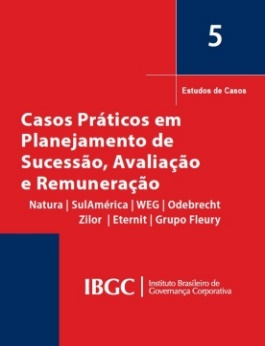 5
Estudos de Casos
Casos Práticos em
Planejamento de
Sucessão, Avaliação
e Remuneração
Natura | SulAmérica | WEG | Odebrecht
Zilor | Eternit | Grupo Fleury
IBGC
Instituto Brasileiro de
Governança Corporativa